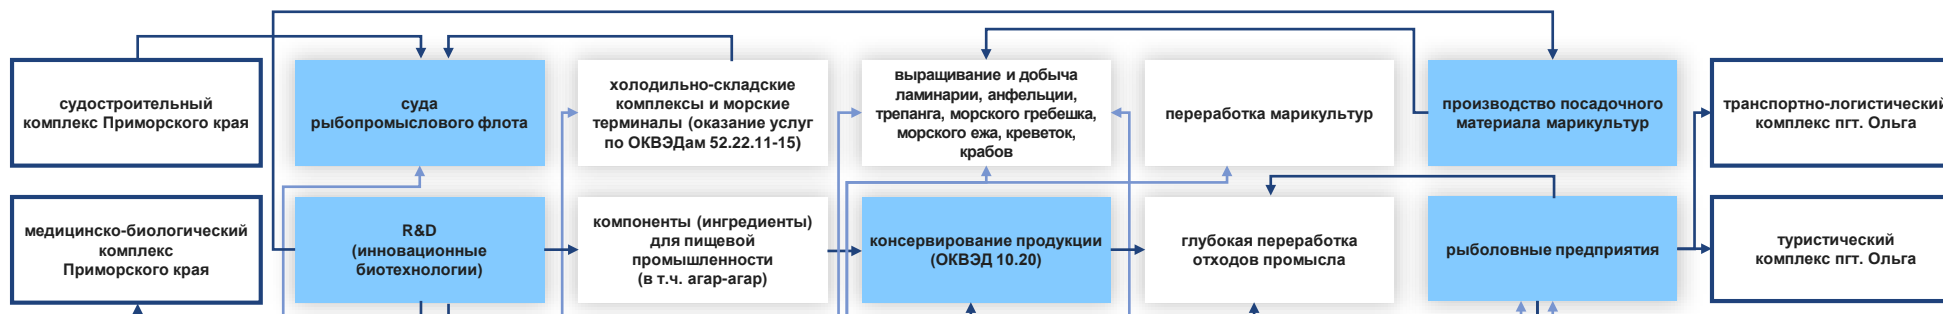 судостроительный
комплекс Приморского края
суда
рыбопромыслового флота
холодильно-складские
комплексы и морские
терминалы (оказание услуг
по ОКВЭДам 52.22.11-15)
выращивание и добыча
ламинарии, анфельции,
трепанга, морского гребешка,
морского ежа, креветок,
крабов
переработка марикультур
производство посадочного
материала марикультур
транспортно-логистический
комплекс пгт. Ольга
медицинско-биологический
комплекс
Приморского края
R&D
(инновационные
биотехнологии)
компоненты (ингредиенты)
для пищевой
промышленности
(в т.ч. агар-агар)
консервирование продукции
(ОКВЭД 10.20)
глубокая переработка
отходов промысла
рыболовные предприятия
туристический
комплекс пгт. Ольга